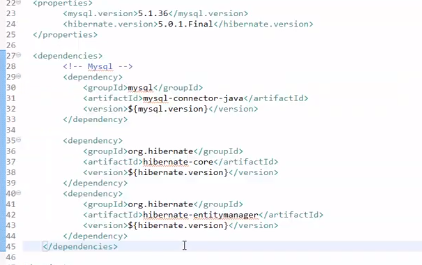 22 <properties>
23 <mysql.version>5.1.36</mysql.version>
24 <hibernate.version>5.0.1.Final</hibernate.version>
25 </properties>
26
27 <dependencies>
28 <!-- Mysql -->
29 <dependency>
30 <groupId>mysql</groupId>
31 <artifactId>mysql-connector-java</artifactId>
32 <version>${mysql.version}</version>
33 </dependency>
34
35 <dependency>
36 <groupId>org.hibernate</groupId>
37 <artifactId>hibernate-core</artifactId>
38 <version>${hibernate.version}</version>
39 </dependency>
40 <dependency>
41 <groupId>org.hibernate</groupId>
42 <artifactId>hibernate-entitymanager</artifactId>
43 <version>${hibernate.version}</version>
44 </dependency>
45 </dependencies>
46